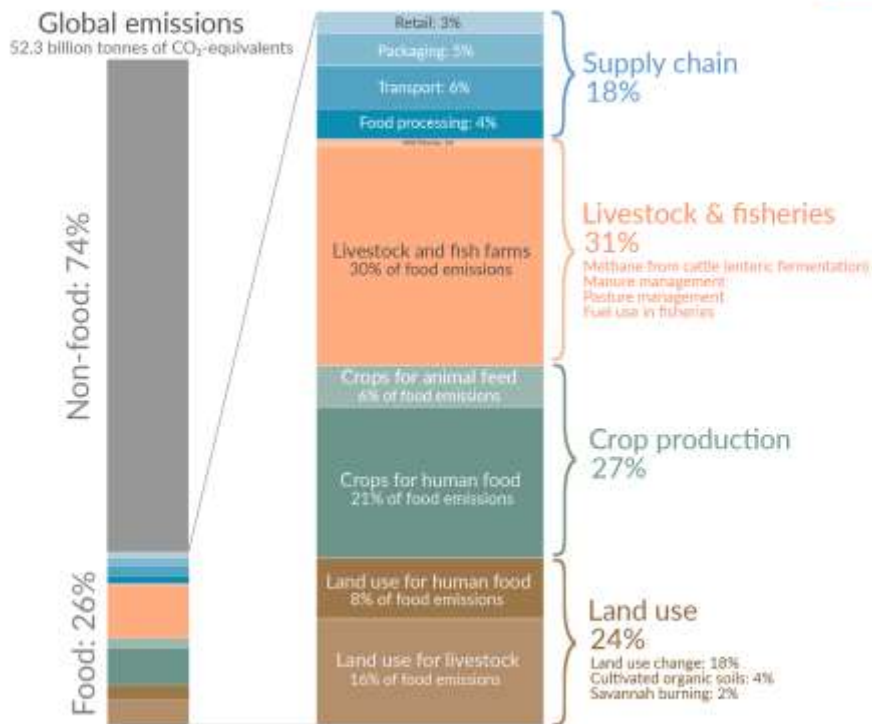 Global emissions
52.3 billion tonnes of CO₂-equivalents
Non-food: 74%
Food: 26%
Retail: 3%
Packaging: 5%
Transport: 6%
Food processing: 4%
Supply chain
18%
Livestock and fish farms
30% of food emissions
Livestock & fisheries
31%
Methane from cattle (enteric fermentation)
Manure management
Pasture management
Fuel use in fisheries
Crops for animal feed
6% of food emissions
Crops for human food
21% of food emissions
Crop production
27%
Land use for human food
8% of food emissions
Land use for livestock
16% of food emissions
Land use
24%
Land use change: 18%
Cultivated organic soils: 4%
Savannah burning: 2%